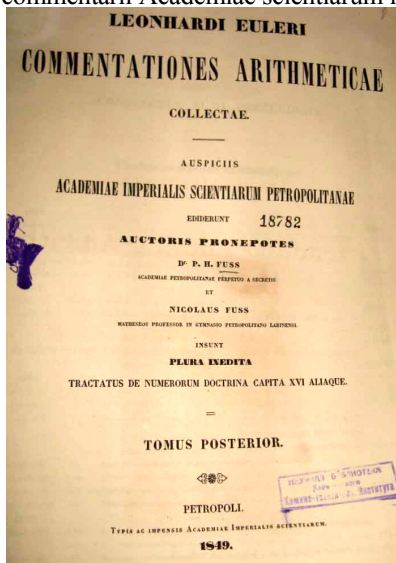 commentarii Academiae scientiarum
LEONHARDI EULERI
COMMENTATIONES ARITHMETICAE
COLLECTAE.
AUSPICIIS
ACADEMIAE IMPERIALIS SCIENTIARUM PETROPOLITANAE
EDIDERUNT 18782
AUCTORIS PRONEPOTES
Dr. P. H. FUSS
ACADEMIAE PETROPOLITANAE PERPETUO A SECRETIS
ET
NICOLAUS FUSS
MATHESEOS PROFESSOR IN GYMNASIO PETROPOLITANO LARINENSI.
INSUNT
PLURA INEDITA
TRACTATUS DE NUMERORUM DOCTRINA CAPITA XVI ALIAQUE.
TOMUS POSTERIOR.
PETROPOLI.
TYPIS AC IMPENSIS ACADEMIAE IMPERIALIS SCIENTIARUM.
1849.